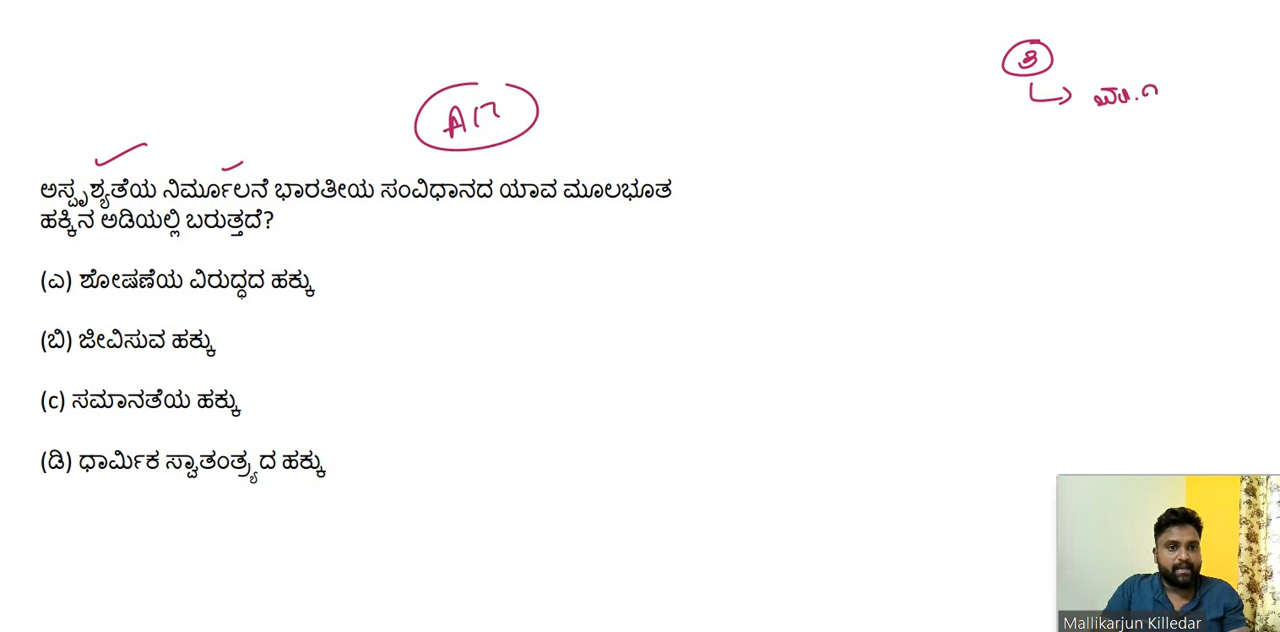 A 17
ಅಸ್ಪೃಶ್ಯತೆಯ ನಿರ್ಮೂಲನೆ ಭಾರತೀಯ ಸಂವಿಧಾನದ ಯಾವ ಮೂಲಭೂತ
ಹಕ್ಕಿನ ಅಡಿಯಲ್ಲಿ ಬರುತ್ತದೆ?
(ಎ) ಶೋಷಣೆಯ ವಿರುದ್ಧದ ಹಕ್ಕು
(ಬಿ) ಜೀವಿಸುವ ಹಕ್ಕು
(c) ಸಮಾನತೆಯ ಹಕ್ಕು
(ಡಿ) ಧಾರ್ಮಿಕ ಸ್ವಾತಂತ್ರ್ಯದ ಹಕ್ಕು
Mallikarjun Killedar